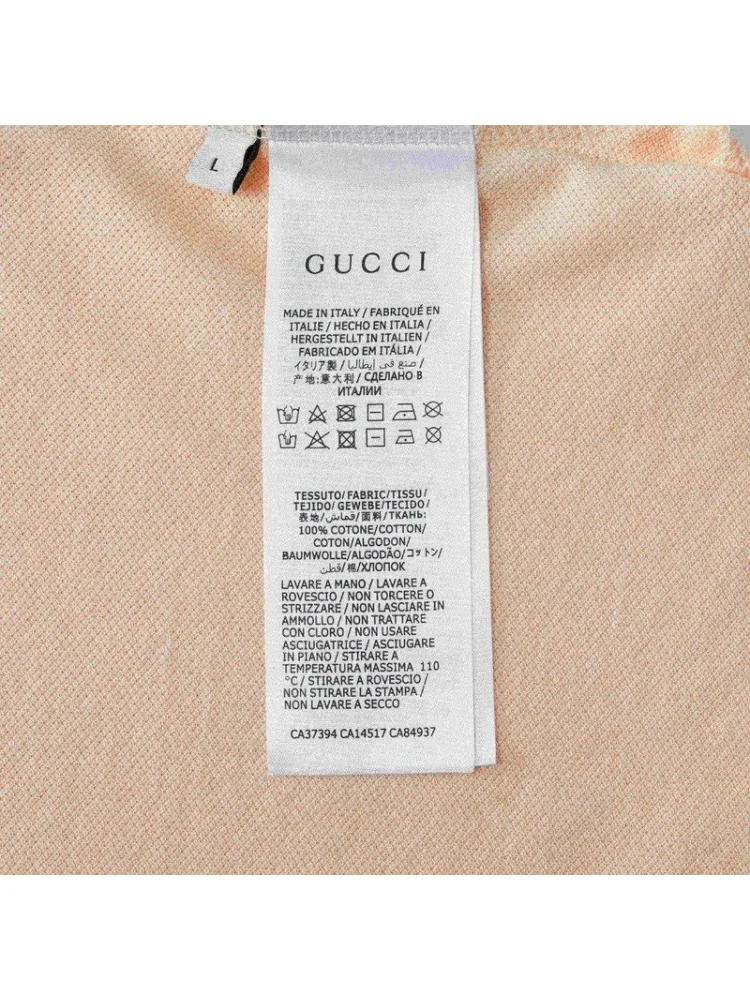 L
GUCCI
MADE IN ITALY / FABRIQUÉ EN
ITALIE / HECHO EN ITALIA /
HERGESTELLT IN ITALIEN /
FABRICADO EM ITÁLIA /
イタリア製 / صنع في إيطاليا /
产 地:意大利 / СДЕЛАНО В
ИТАЛИИ
TESSUTO/ FABRIC/TISSU/
TEJIDO/ GEWEBE/TECIDO/
表地/قماش/面料/ТКАНЬ:
100% COTONE/COTTON/
COTON/ALGODON/
BAUMWOLLE/ALGODÃO/コットン/
قطن/棉/ХЛОПОК
LAVARE A MANO / LAVARE A
ROVESCIO / NON TORCERE O
STRIZZARE / NON LASCIARE IN
AMMOLLO / NON TRATTARE
CON CLORO / NON USARE
ASCIUGATRICE / ASCIUGARE
IN PIANO / STIRARE A
TEMPERATURA MASSIMA 110
°C / STIRARE A ROVESCIO /
NON STIRARE LA STAMPA /
NON LAVARE A SECCO
CA37394 CA14517 CA84937